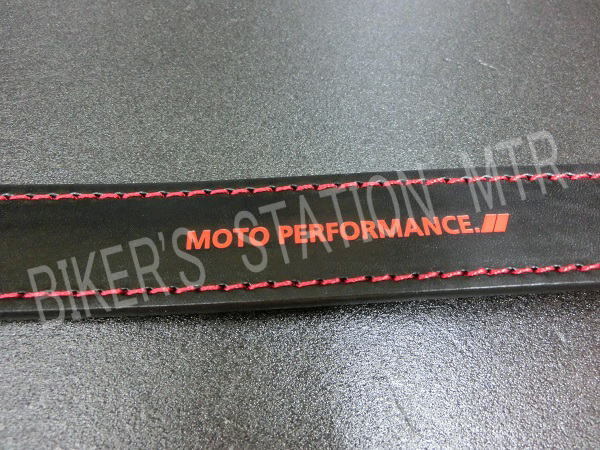 MOTO PERFORMANCE.
BIKER'S STATION MTR